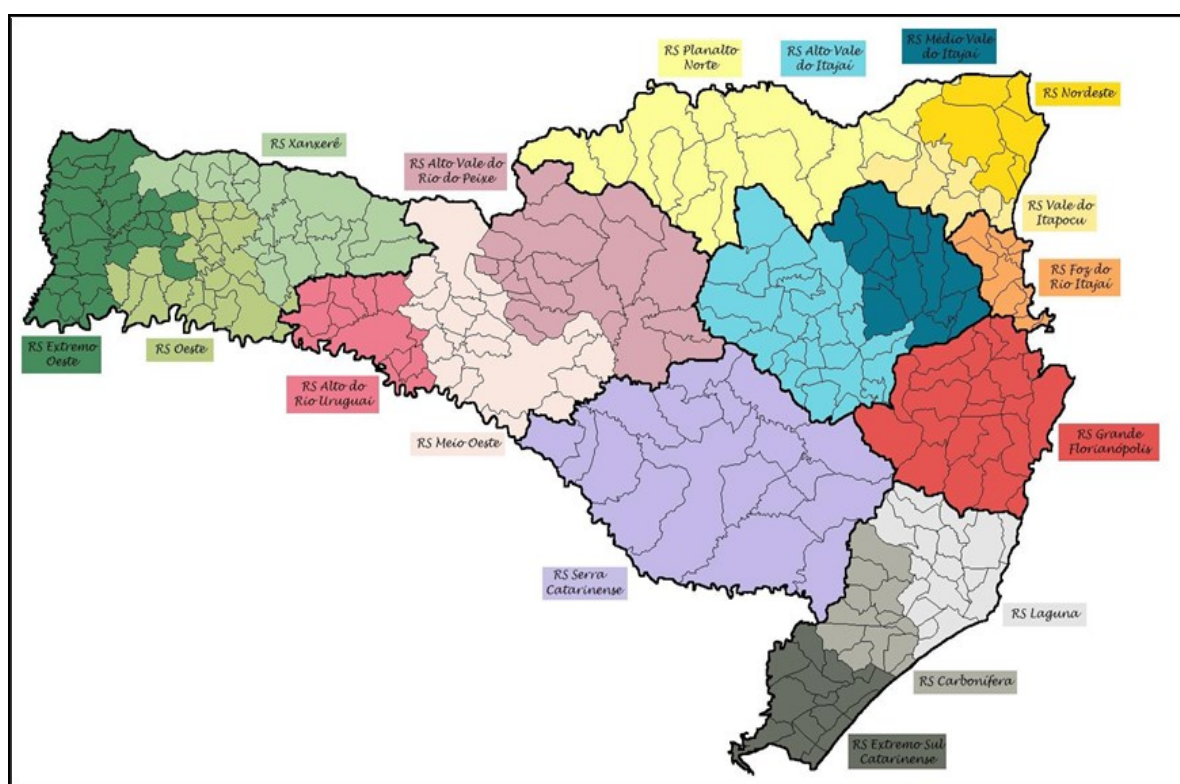 RS Médio Vale
do Itajaí
RS Planalto
Norte
RS Alto Vale
do Itajaí
RS Nordeste
RS Xanxerê
RS Alto Vale do
Rio do Peixe
RS Vale do
Itapocu
RS Foz do
Rio Itajaí
RS Extremo
Oeste
RS Oeste
RS Alto do
Rio Uruguai
RS Meio Oeste
RS Grande
Florianópolis
RS Serra
Catarinense
RS Laguna
RS Carbonífera
RS Extremo Sul
Catarinense